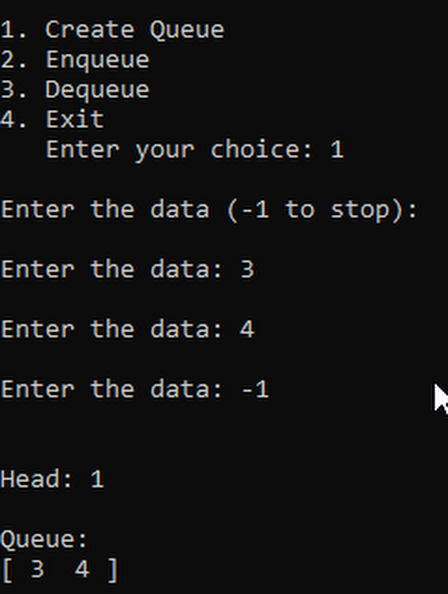 1. Create Queue
2. Enqueue
3. Dequeue
4. Exit
   Enter your choice: 1
Enter the data (-1 to stop):
Enter the data: 3
Enter the data: 4
Enter the data: -1
Head: 1
Queue:
[ 3  4 ]